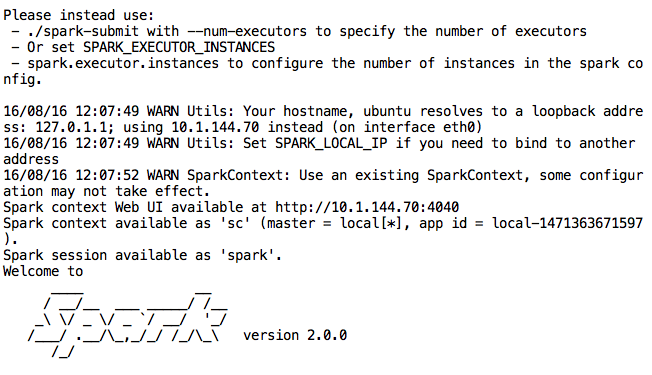 Please instead use:
 - ./spark-submit with --num-executors to specify the number of executors
 - Or set SPARK_EXECUTOR_INSTANCES
 - spark.executor.instances to configure the number of instances in the spark co
nfig.

16/08/16 12:07:49 WARN Utils: Your hostname, ubuntu resolves to a loopback addre
ss: 127.0.1.1; using 10.1.144.70 instead (on interface eth0)
16/08/16 12:07:49 WARN Utils: Set SPARK_LOCAL_IP if you need to bind to another
address
16/08/16 12:07:52 WARN SparkContext: Use an existing SparkContext, some configur
ation may not take effect.
Spark context Web UI available at http://10.1.144.70:4040
Spark context available as 'sc' (master = local[*], app id = local-1471363671597
).
Spark session available as 'spark'.
Welcome to
      ____              __
     / __/__  ___ _____/ /__
    _\ \/ _ \/ _ `/ __/  '_/
   /___/ .__/\_,_/_/ /_/\_\   version 2.0.0
      /_/